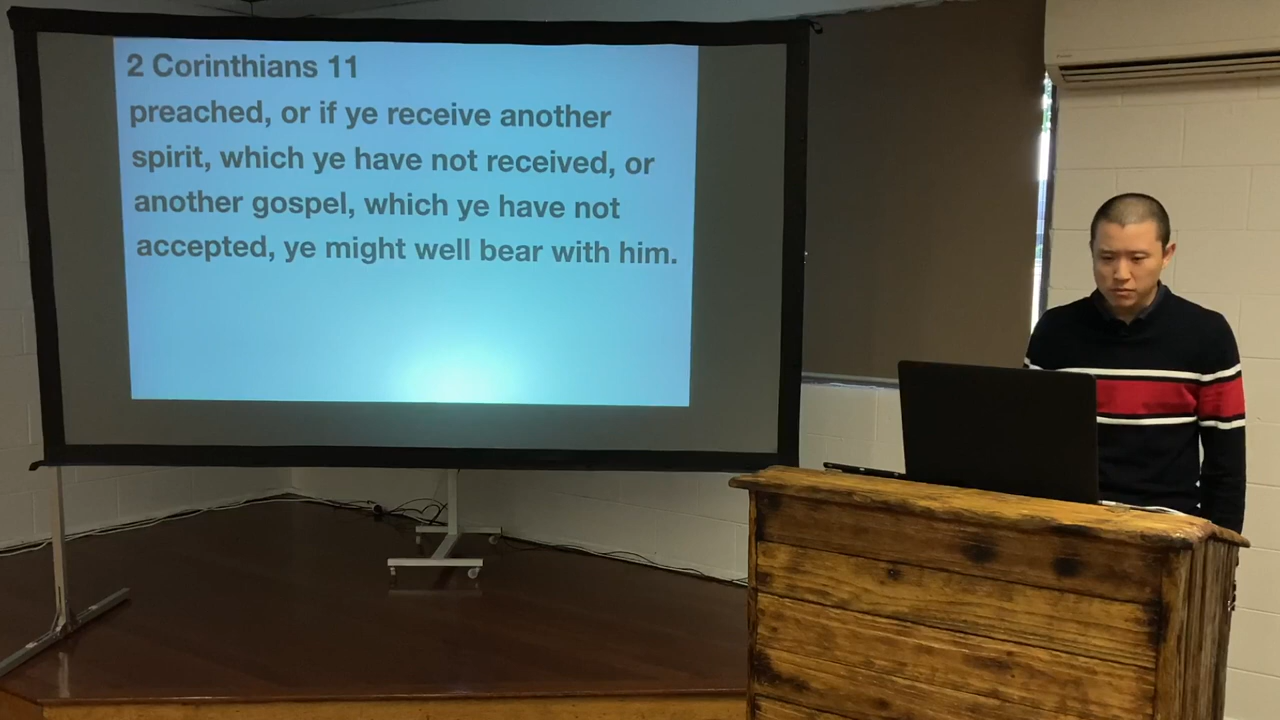 2 Corinthians 11
preached, or if ye receive another
spirit, which ye have not received, or
another gospel, which ye have not
accepted, ye might well bear with him.